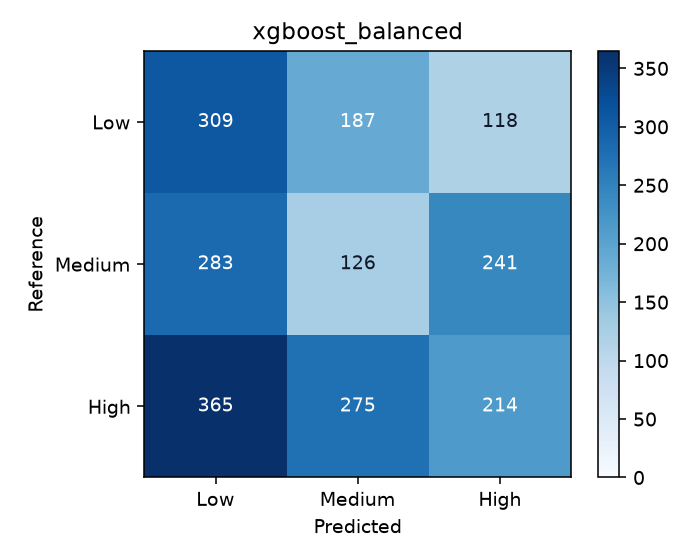 xgboost_balanced
Low 309 187 118
Medium 283 126 241
High 365 275 214
Low Medium High
Predicted
Reference
350
300
250
200
150
100
50
0